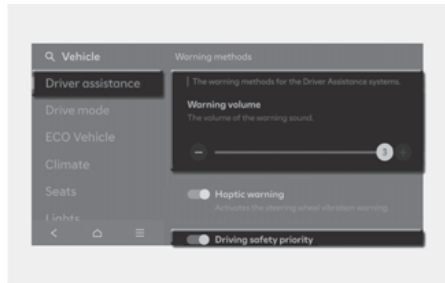 Vehicle
Warning methods
Driver assistance
The warning methods for the Driver Assistance systems.
Drive mode
Warning volume
The volume of the warning sound.
ECO Vehicle
3
Climate
Seats
Haptic warning
Activates the steering wheel vibration warning.
Lights
Driving safety priority